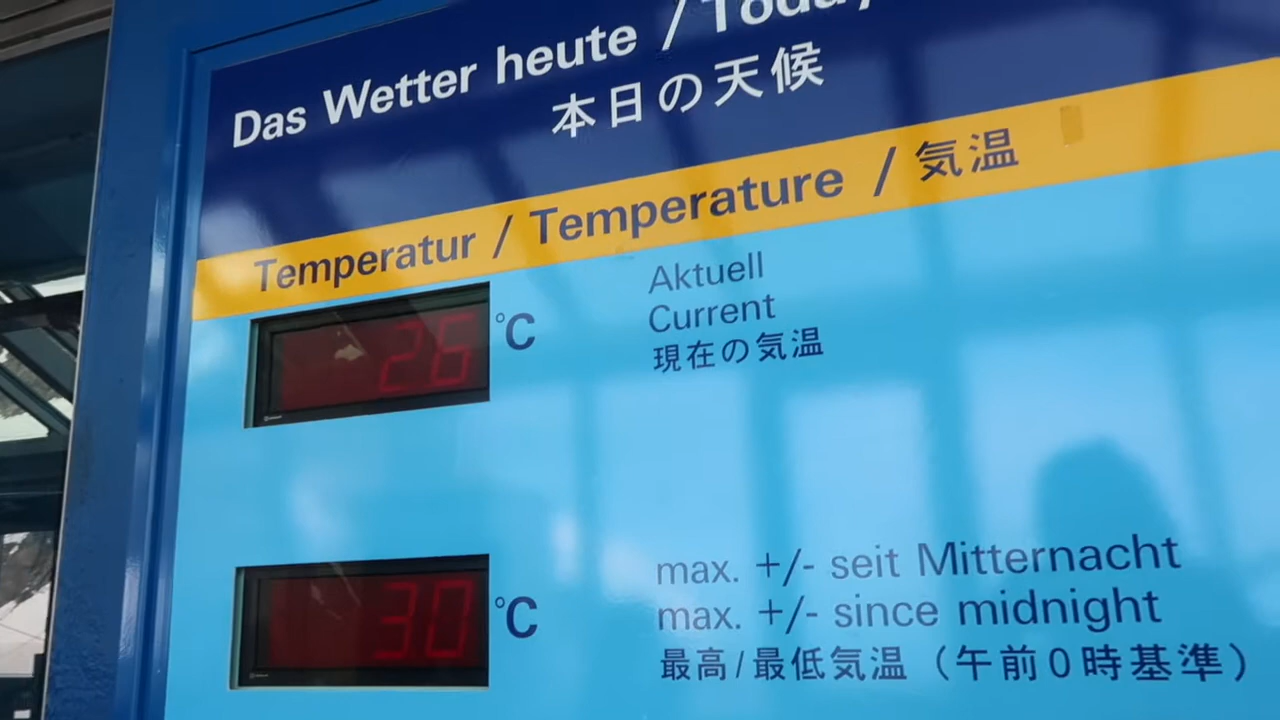 Das Wetter heute / Today
本日の天候
Temperatur / Temperature / 気温
26 °C
Aktuell
Current
現在の気温
30 °C
max. +/- seit Mitternacht
max. +/- since midnight
最高/最低気温（午前0時基準）